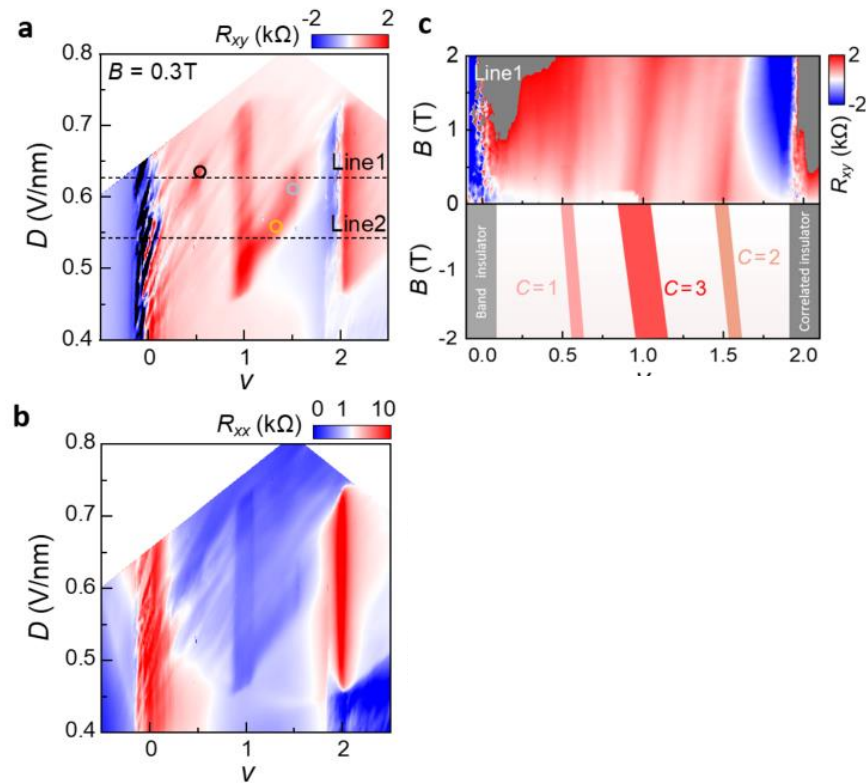 a
R_xy (kΩ)
-2 2
B = 0.3T
Line1
Line2
D (V/nm)
0.8
0.7
0.6
0.5
0.4
0 1 2
ν
b
R_xx (kΩ)
0 1 10
D (V/nm)
0.8
0.7
0.6
0.5
0.4
0 1 2
ν
c
Line1
B (T)
2
1
0
R_xy (kΩ)
2
-2
B (T)
-1
-2
Band insulator
C = 1
C = 3
C = 2
Correlated insulator
0.0 0.5 1.0 1.5 2.0